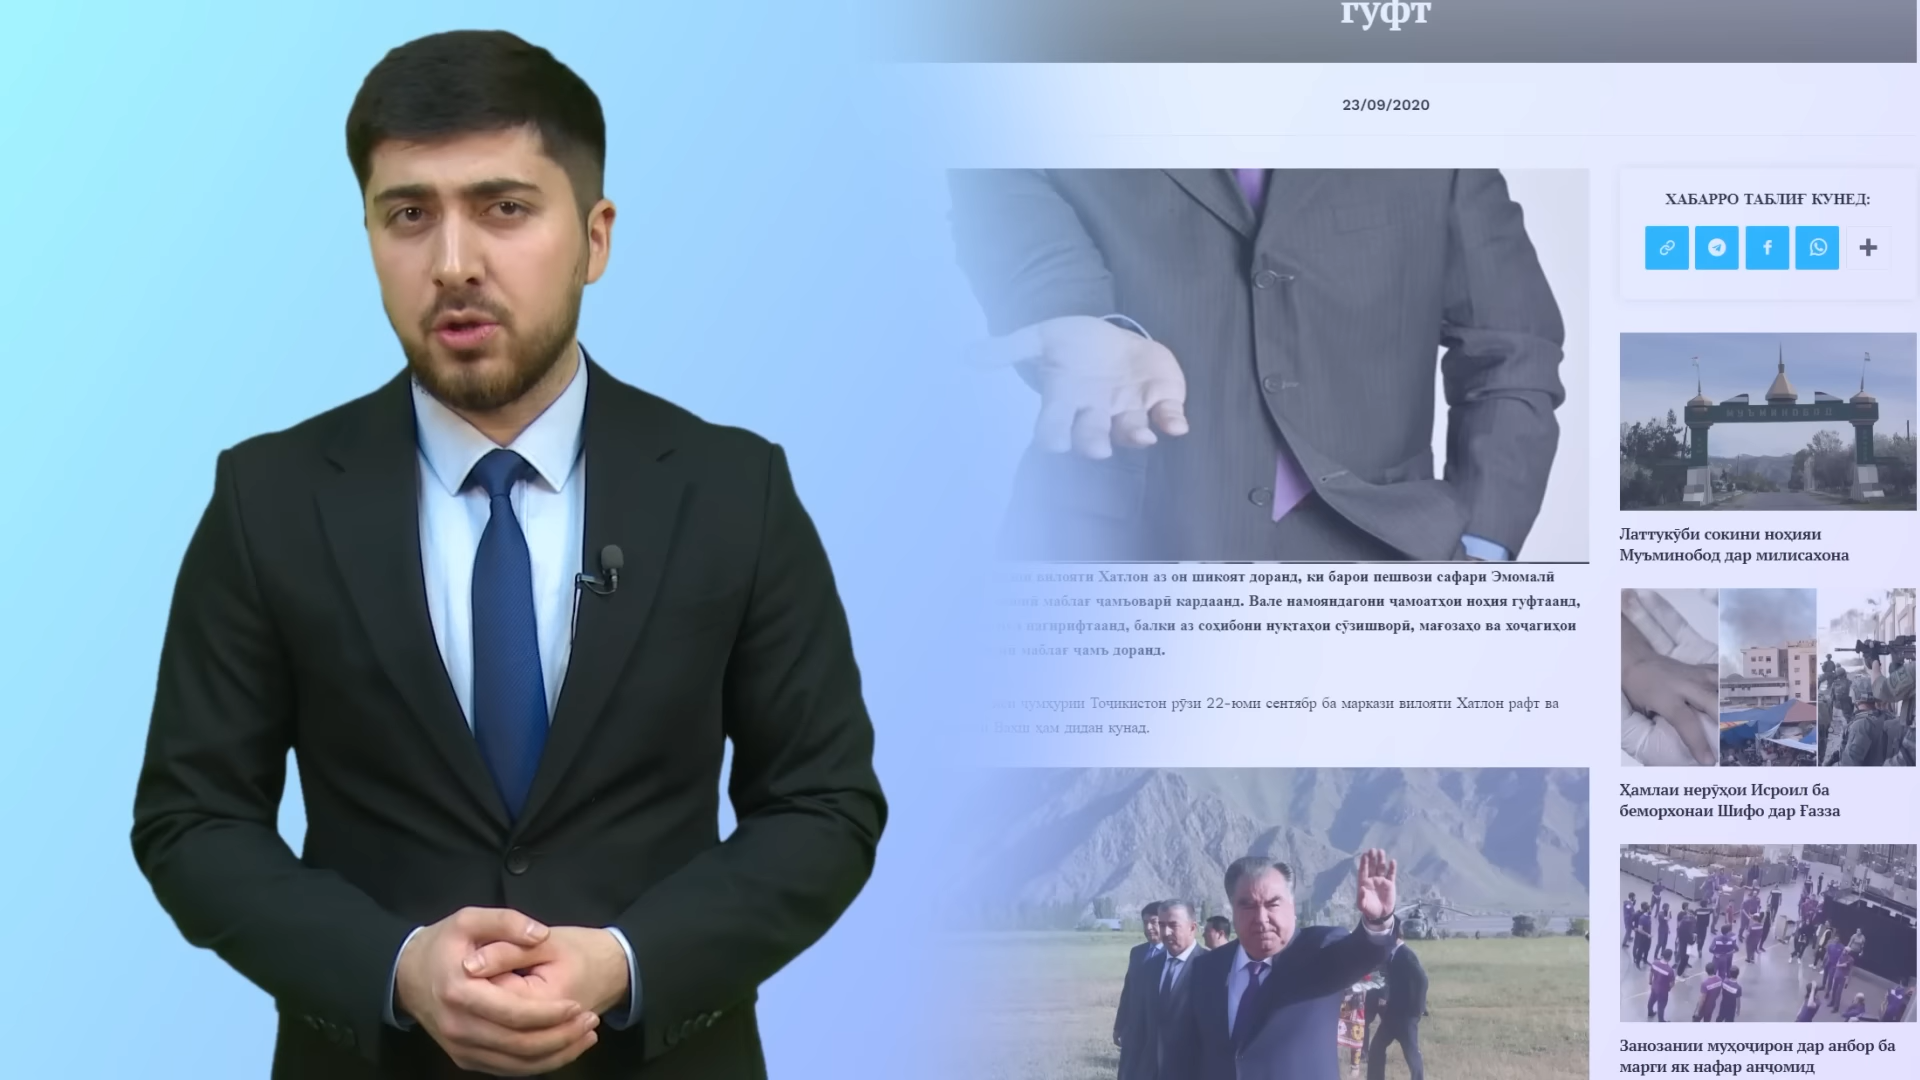 гуфт
23/09/2020
ХАБАРРО ТАБЛИҒ КУНЕД:
вилояти Хатлон аз он шикоят доранд, ки барои пешвози сафари Эмомалӣ
маблағ ҷамъоварӣ кардаанд. Вале намояндагони ҷамоатҳои ноҳия гуфтаанд,
нагирифтаанд, балки аз соҳибони нуқтаҳои сӯзишворӣ, мағозаҳо ва хоҷагиҳои
маблағ ҷамъ доранд.
ҷумҳурии Тоҷикистон рӯзи 22-юми сентябр ба маркази вилояти Хатлон рафт ва
Вахш ҳам дидан кунад.
МУЪМИНОБОД
Латтукӯби сокини ноҳияи
Муъминобод дар милисахона
Ҳамлаи нерӯҳои Исроил ба
беморхонаи Шифо дар Ғазза
Занозании муҳоҷирон дар анбор ба
марги як нафар анҷомид